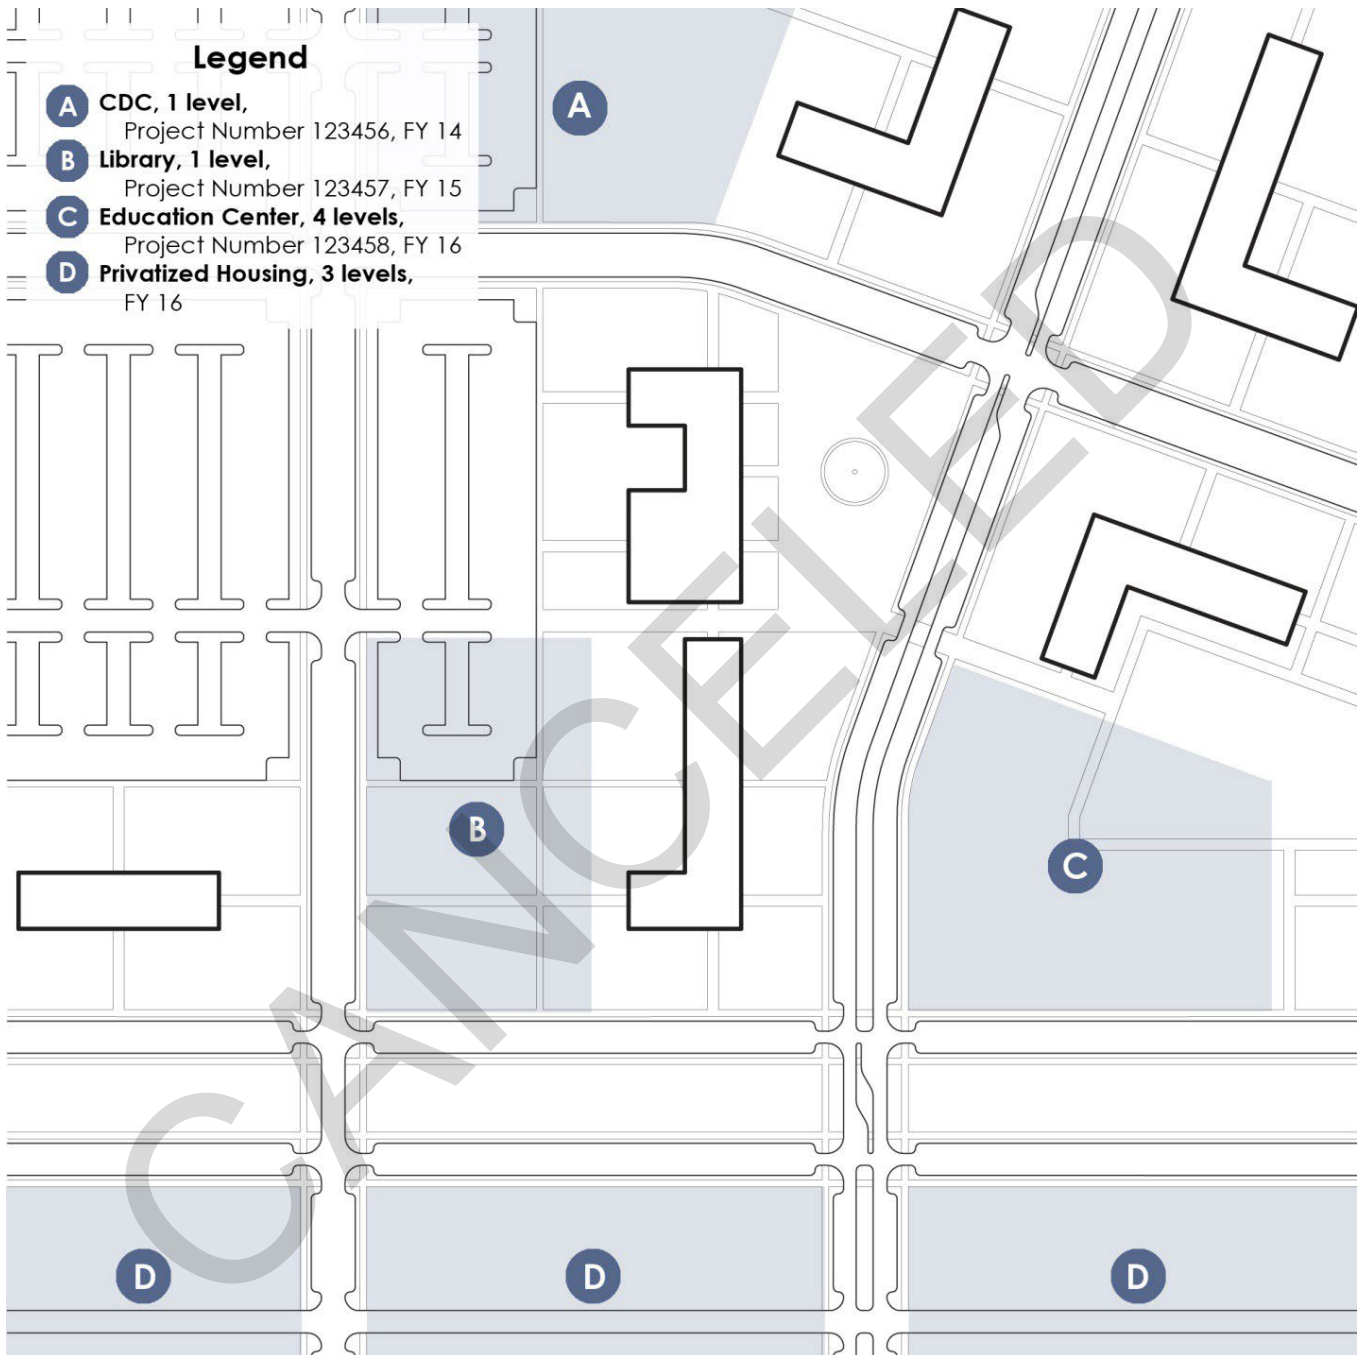 Legend
A CDC, 1 level,
Project Number 123456, FY 14
B Library, 1 level,
Project Number 123457, FY 15
C Education Center, 4 levels,
Project Number 123458, FY 16
D Privatized Housing, 3 levels,
FY 16
A
B
C
D
D
D
CANCELED